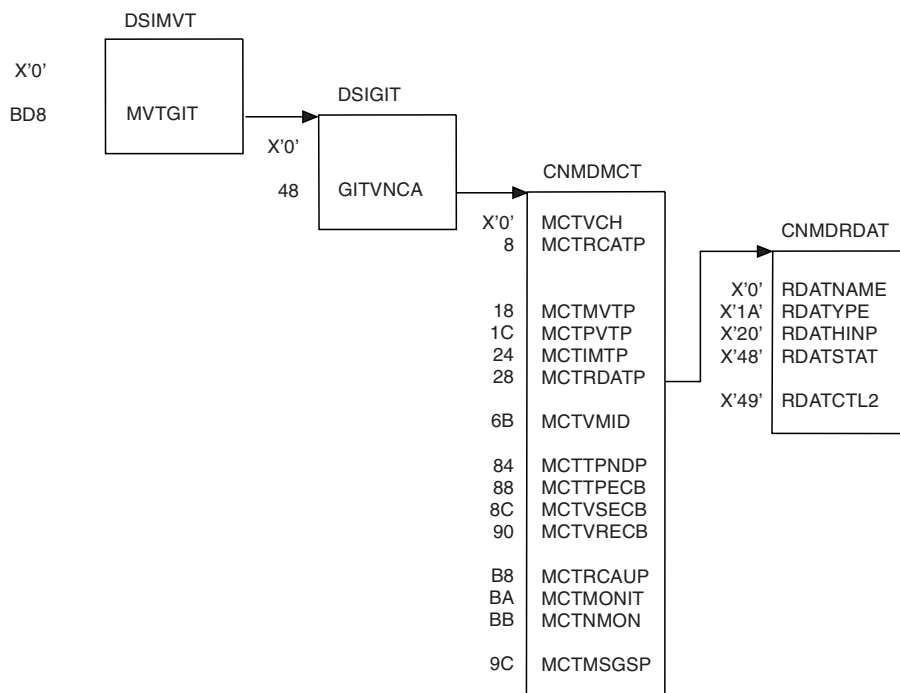 DSIMVT
X'0'
BD8 MVTGIT
DSIGIT
X'0'
48 GITVNCA
CNMDMCT
X'0' MCTVCH
8 MCTRCATP
18 MCTMVTP
1C MCTPVTP
24 MCTIMTP
28 MCTRDATP
6B MCTVMID
84 MCTTPNDP
88 MCTTPECB
8C MCTVSECB
90 MCTVRECB
B8 MCTRCAUP
BA MCTMONIT
BB MCTNMON
9C MCTMSGSP
CNMDRDAT
X'0' RDATNAME
X'1A' RDATYPE
X'20' RDATHINP
X'48' RDATSTAT
X'49' RDATCTL2